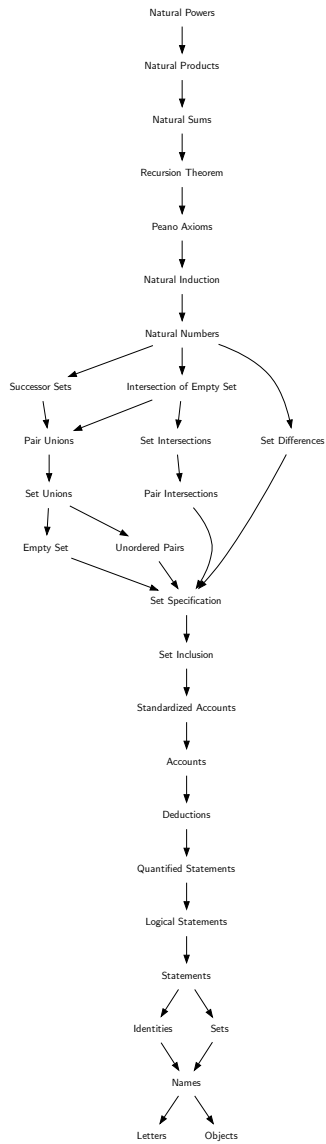 Natural Powers
Natural Products
Natural Sums
Recursion Theorem
Peano Axioms
Natural Induction
Natural Numbers
Successor Sets
Intersection of Empty Set
Pair Unions
Set Intersections
Set Differences
Set Unions
Pair Intersections
Empty Set
Unordered Pairs
Set Specification
Set Inclusion
Standardized Accounts
Accounts
Deductions
Quantified Statements
Logical Statements
Statements
Identities
Sets
Names
Letters
Objects